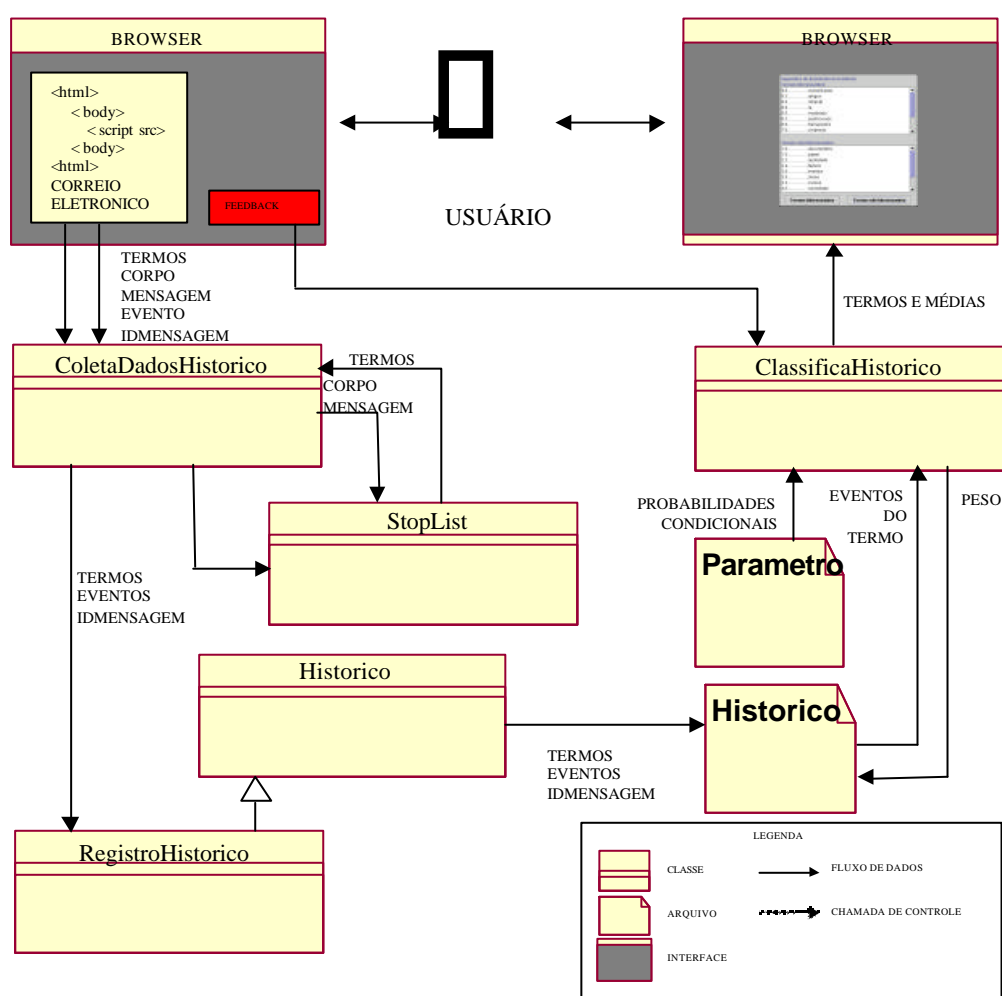 BROWSER
BROWSER
<html>
<body>
<script src>
<body>
<html>
CORREIO
ELETRONICO
FEEDBACK
USUÁRIO
TERMOS
CORPO
MENSAGEM
EVENTO
IDMENSAGEM
TERMOS E MÉDIAS
ColetaDadosHistorico
TERMOS
CORPO
MENSAGEM
ClassificaHistorico
PROBABILIDADES
CONDICIONAIS
EVENTOS
DO
TERMO
PESO
StopList
Parametro
TERMOS
EVENTOS
IDMENSAGEM
Historico
Historico
TERMOS
EVENTOS
IDMENSAGEM
RegistroHistorico
LEGENDA
CLASSE
FLUXO DE DADOS
ARQUIVO
CHAMADA DE CONTROLE
INTERFACE